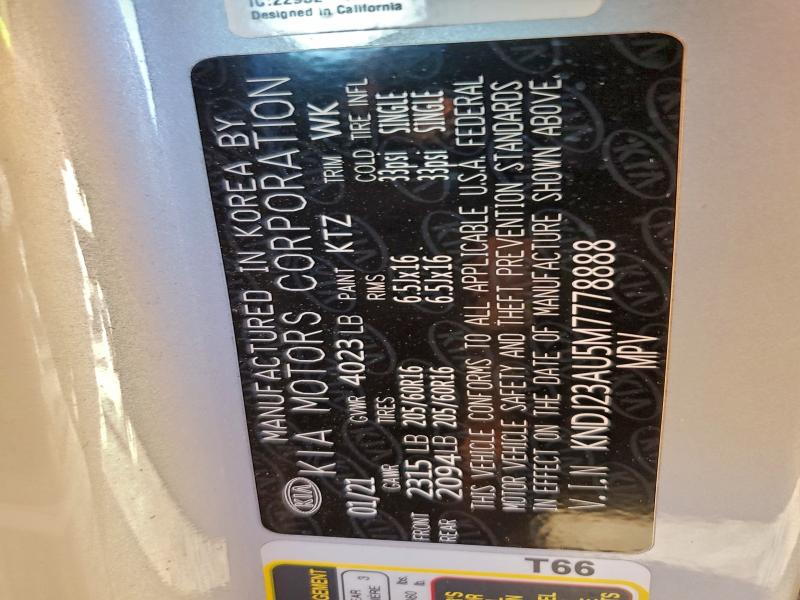 Designed in California
MANUFACTURED IN KOREA BY
KIA KIA MOTORS CORPORATION
01/21 GVWR 4023 LB PAINT KTZ TRIM WK
GAWR TIRES RIMS COLD TIRE INFL
FRONT 2315 LB 205/60R16 6.5Jx16 33psi SINGLE
REAR 2094 LB 205/60R16 6.5Jx16 33psi SINGLE
THIS VEHICLE CONFORMS TO ALL APPLICABLE U.S.A. FEDERAL
MOTOR VEHICLE SAFETY AND THEFT PREVENTION STANDARDS
IN EFFECT ON THE DATE OF MANUFACTURE SHOWN ABOVE.
V.I.N KNDJ23AU5M7778888
MPV
T66